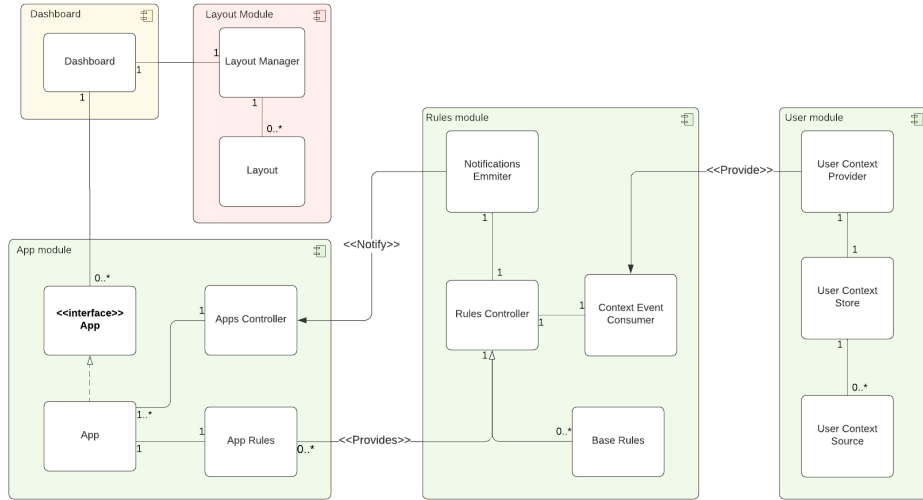 Dashboard
Dashboard
1
1
Layout Module
1
Layout Manager
1
0..*
Layout
App module
0..*
<<interface>>
App
1
Apps Controller
1..*
App
1
1
App Rules
0..*
<<Notify>>
<<Provides>>
Rules module
Notifications
Emmiter
1
1
Rules Controller
1
1
1
Context Event
Consumer
0..*
Base Rules
<<Provide>>
User module
User Context
Provider
1
1
User Context
Store
1
0..*
User Context
Source